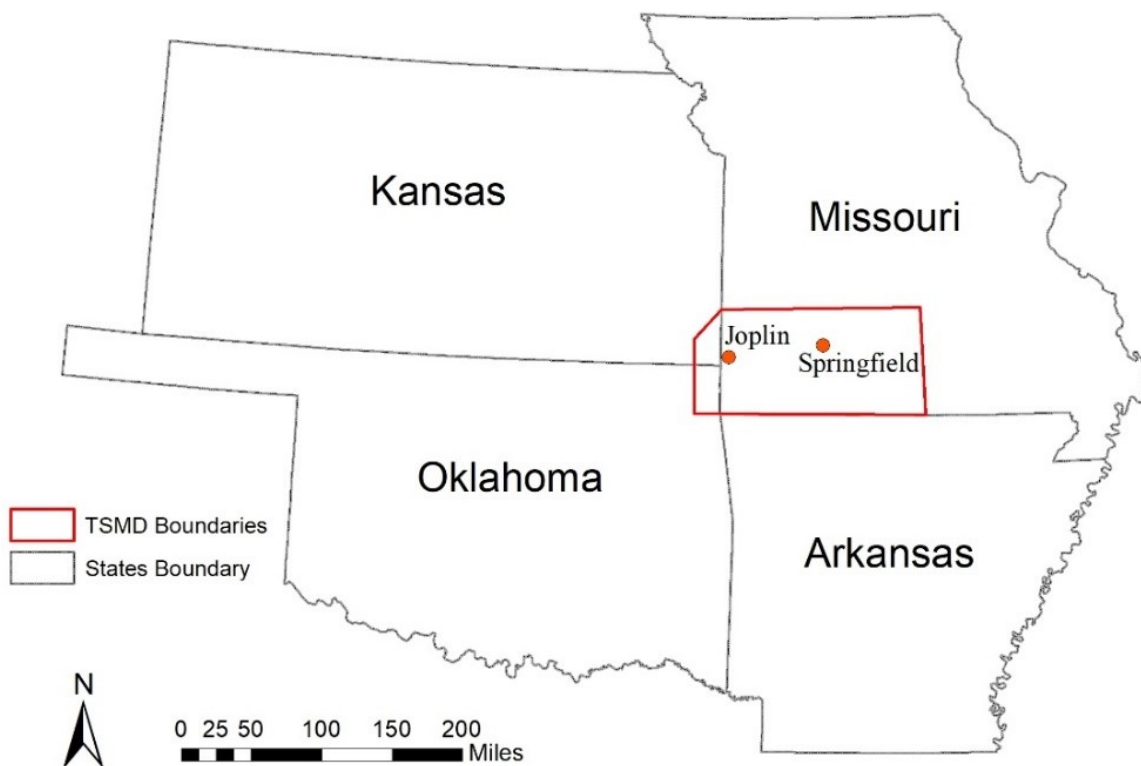 Kansas
Missouri
Joplin
Springfield
Oklahoma
TSMD Boundaries
States Boundary
Arkansas
N
0 25 50 100 150 200
Miles